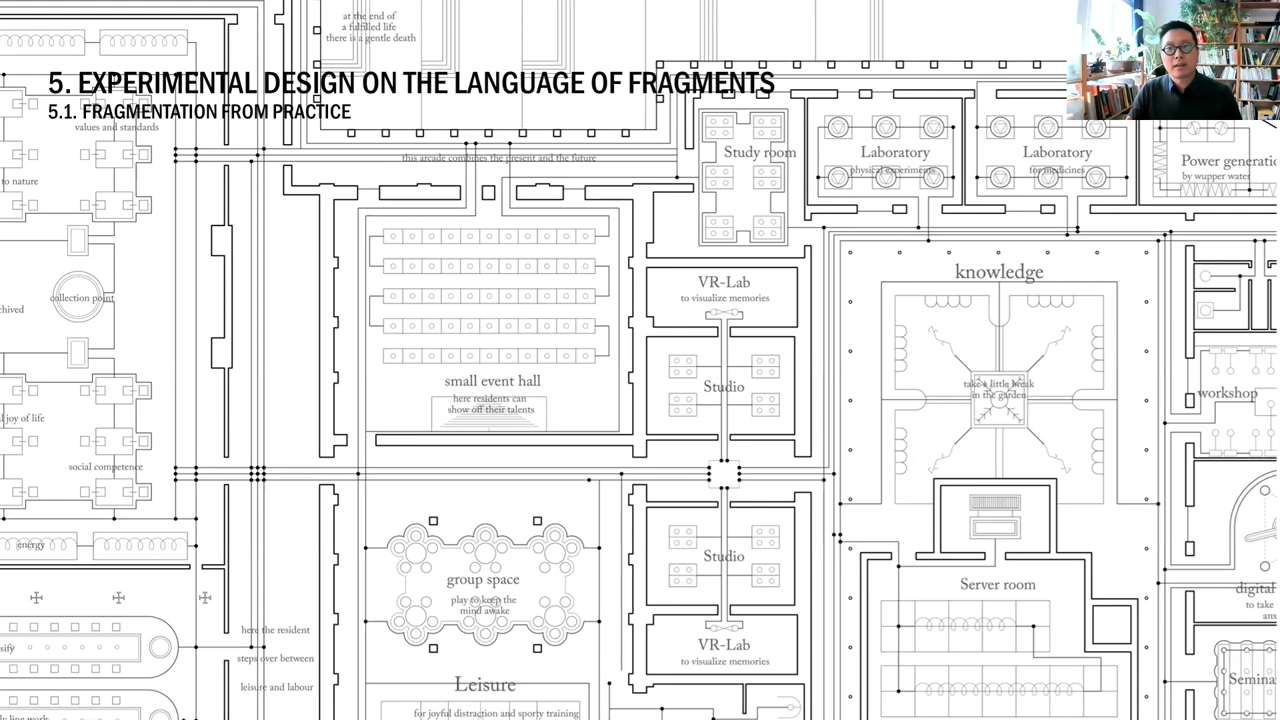 at the end of
a fulfilled life
there is a gentle death
5. EXPERIMENTAL DESIGN ON THE LANGUAGE OF FRAGMENTS
5.1. FRAGMENTATION FROM PRACTICE
values and standards
this arcade combines the present and the future
Study room
Laboratory
physical experiments
Laboratory
for medicines
Power generatio
by wupper water
to nature
collection point
chived
knowledge
VR-Lab
to visualize memories
Studio
take a little break
in the garden
workshop
small event hall
here residents can
show off their talents
l joy of life
social competence
energy
Studio
group space
play to keep the
mind awake
Server room
digital
to take
anx
here the resident
steps over between
leisure and labour
sify
VR-Lab
to visualize memories
Leisure
for joyful distraction and sporty training
Semina
ly line work